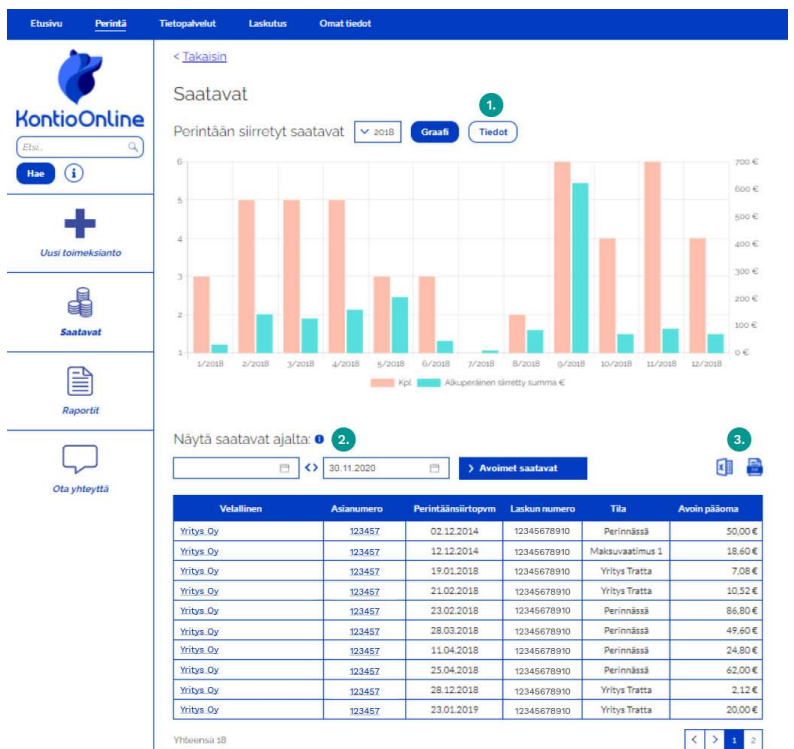 Etusivu Perintä Tietopalvelut Laskutus Omat tiedot
KontioOnline
Etsi..
Hae
Uusi toimeksianto
Saatavat
Raportit
Ota yhteyttä
< Takaisin
Saatavat
1.
Perintään siirretyt saatavat 2018 Graafi Tiedot
6 700 €
600 €
5
500 €
4 400 €
3 300 €
200 €
2
100 €
1 0 €
1/2018 2/2018 3/2018 4/2018 5/2018 6/2018 7/2018 8/2018 9/2018 10/2018 11/2018 12/2018
Kpl Alkuperäinen siirretty summa €
Näytä saatavat ajalta: 2. 3.
30.11.2020 Avoimet saatavat
Velallinen Asianumero Perintäänsiirtopvm Laskun numero Tila Avoin pääoma
Yritys Oy 123457 02.12.2014 12345678910 Perinnässä 50,00 €
Yritys Oy 123457 12.12.2014 12345678910 Maksuvaatimus 1 18,60 €
Yritys Oy 123457 19.01.2018 12345678910 Yritys Tratta 7,08 €
Yritys Oy 123457 21.02.2018 12345678910 Yritys Tratta 10,52 €
Yritys Oy 123457 23.02.2018 12345678910 Perinnässä 86,80 €
Yritys Oy 123457 28.03.2018 12345678910 Perinnässä 49,60 €
Yritys Oy 123457 11.04.2018 12345678910 Perinnässä 24,80 €
Yritys Oy 123457 25.04.2018 12345678910 Perinnässä 62,00 €
Yritys Oy 123457 28.12.2018 12345678910 Yritys Tratta 2,12 €
Yritys Oy 123457 23.01.2019 12345678910 Yritys Tratta 20,00 €
Yhteensä 18 < > 1 2